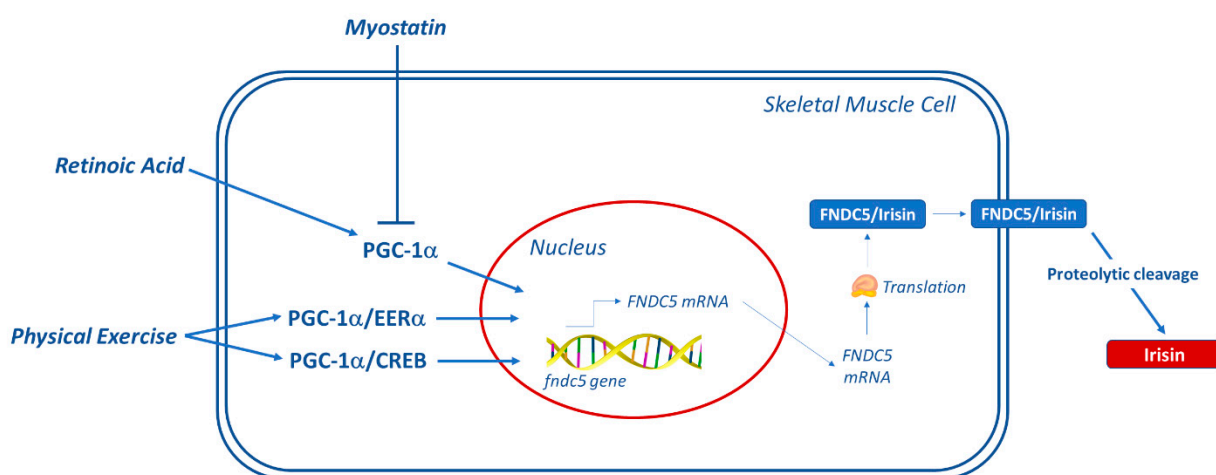 Myostatin
Skeletal Muscle Cell
Retinoic Acid
PGC-1α
Nucleus
FNDC5/Irisin
FNDC5/Irisin
Proteolytic cleavage
Translation
FNDC5 mRNA
PGC-1α/EERα
Physical Exercise
PGC-1α/CREB
fndc5 gene
FNDC5
mRNA
Irisin